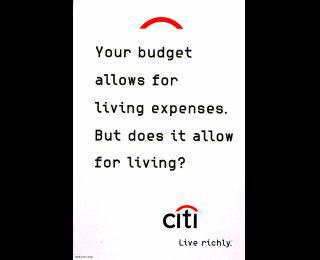 Your budget
allows for
living expenses.
But does it allow
for living?
citi
Live richly.